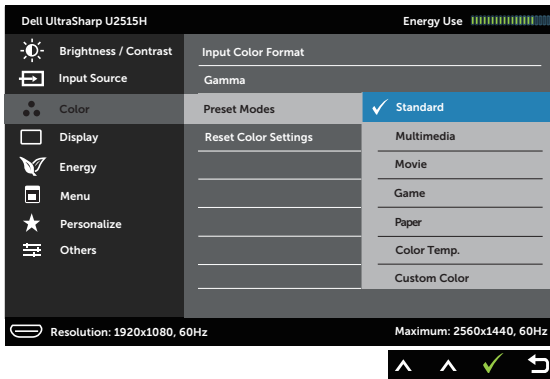 Dell UltraSharp U2515H Energy Use
Brightness / Contrast Input Color Format
Input Source Gamma
Color Preset Modes Standard
Display Reset Color Settings Multimedia
Energy Movie
Menu Game
Personalize Paper
Others Color Temp.
Custom Color
Resolution: 1920x1080, 60Hz Maximum: 2560x1440, 60Hz